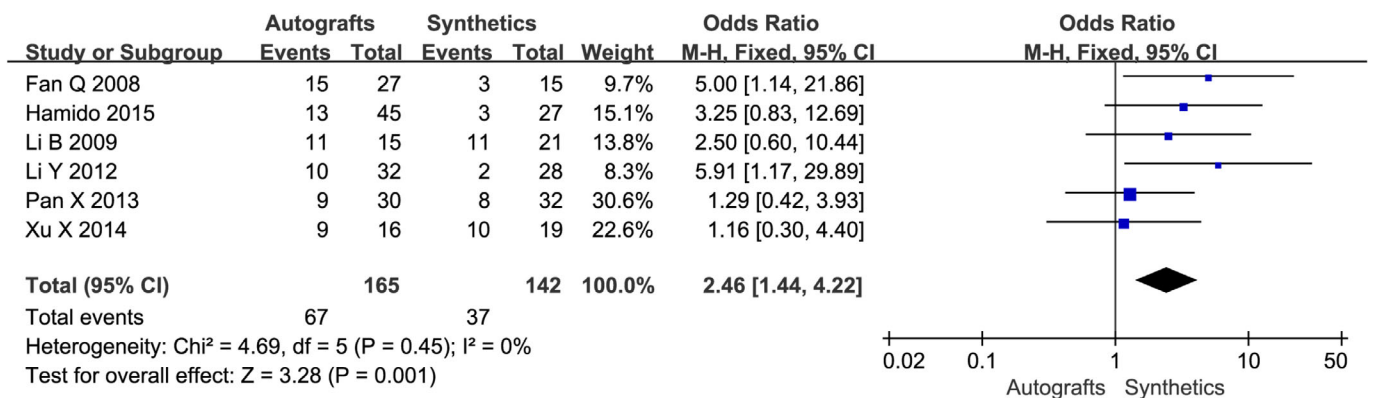 Autografts Synthetics Odds Ratio Odds Ratio
Study or Subgroup Events Total Events Total Weight M-H, Fixed, 95% CI M-H, Fixed, 95% CI
Fan Q 2008 15 27 3 15 9.7% 5.00 [1.14, 21.86]
Hamido 2015 13 45 3 27 15.1% 3.25 [0.83, 12.69]
Li B 2009 11 15 11 21 13.8% 2.50 [0.60, 10.44]
Li Y 2012 10 32 2 28 8.3% 5.91 [1.17, 29.89]
Pan X 2013 9 30 8 32 30.6% 1.29 [0.42, 3.93]
Xu X 2014 9 16 10 19 22.6% 1.16 [0.30, 4.40]
Total (95% CI) 165 142 100.0% 2.46 [1.44, 4.22]
Total events 67 37
Heterogeneity: Chi² = 4.69, df = 5 (P = 0.45); I² = 0%
Test for overall effect: Z = 3.28 (P = 0.001)
0.02 0.1 1 10 50
Autografts Synthetics